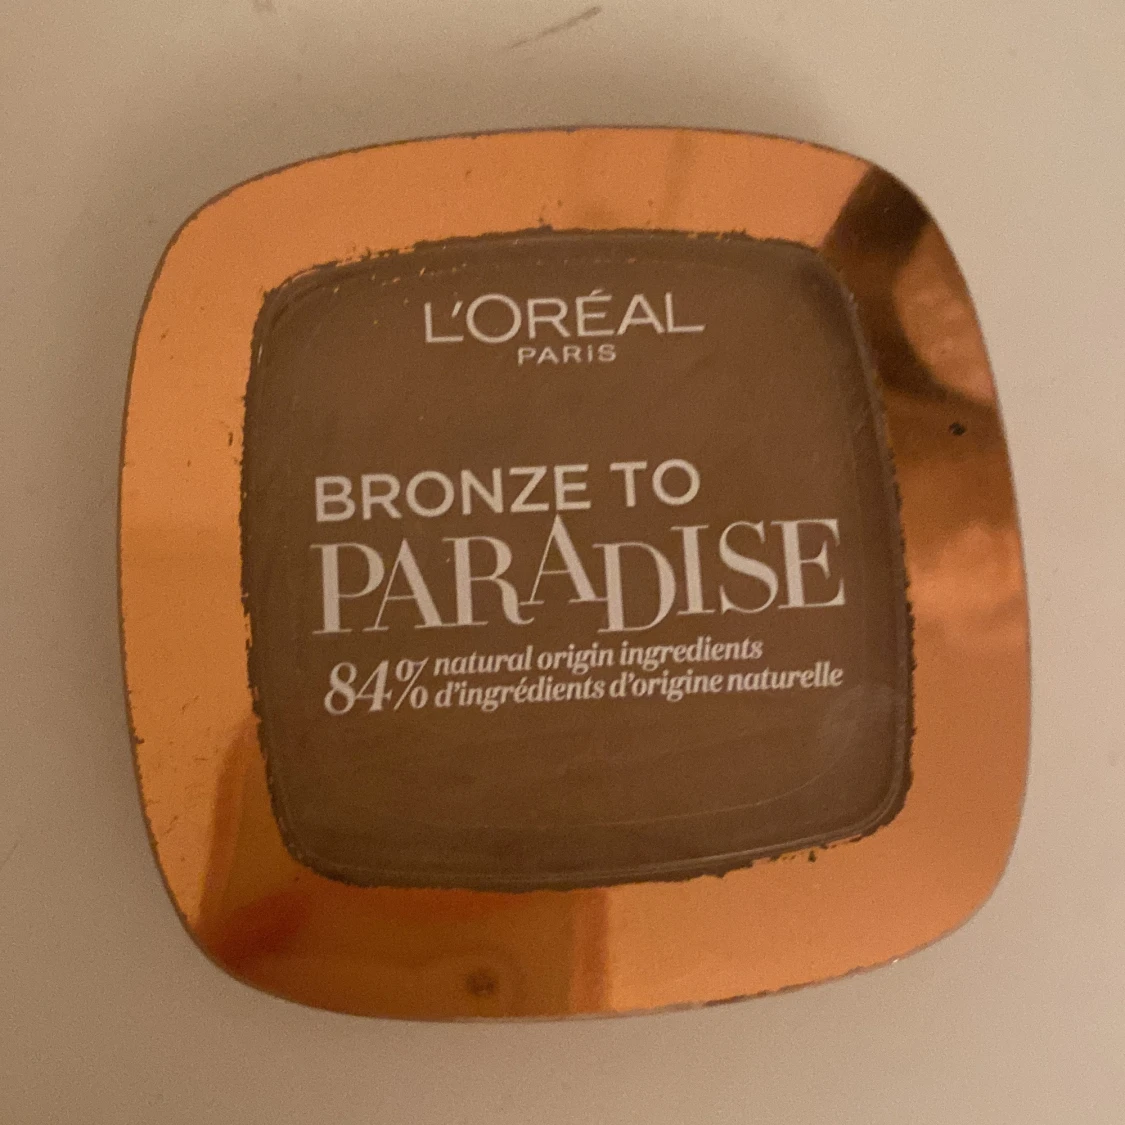 L'ORÉAL
PARIS
BRONZE TO
PARADISE
84% natural origin ingredients
d'ingrédients d'origine naturelle